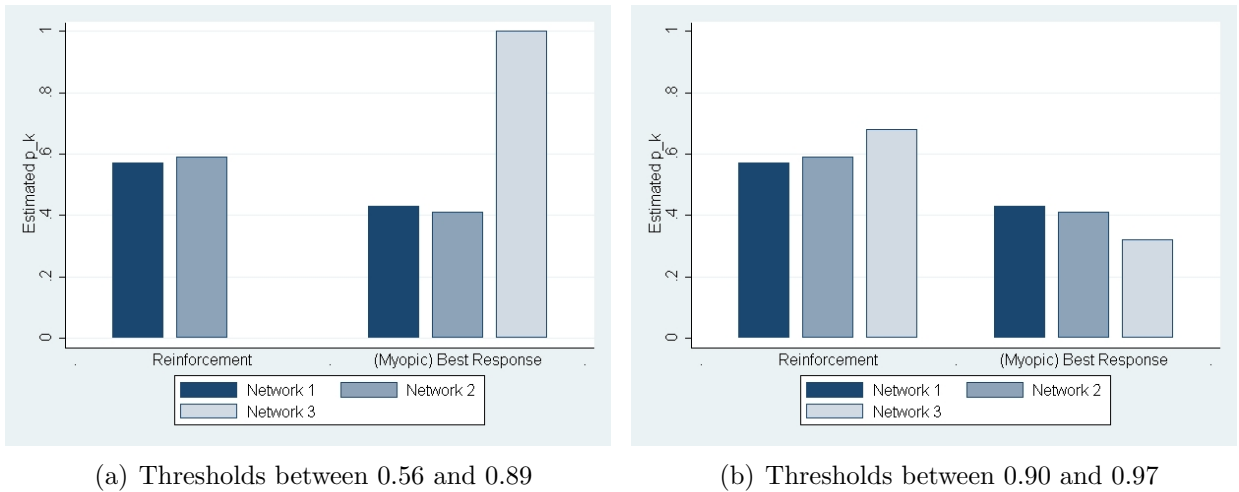 Estimated p_k
1
.8
.6
.4
.2
0
Reinforcement
(Myopic) Best Response
Network 1
Network 2
Network 3
(a) Thresholds between 0.56 and 0.89
Estimated p_k
1
.8
.6
.4
.2
0
Reinforcement
(Myopic) Best Response
Network 1
Network 2
Network 3
(b) Thresholds between 0.90 and 0.97